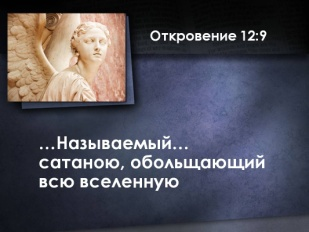 Откровение 12:9
…Называемый…
сатаною, обольщающий
всю вселенную